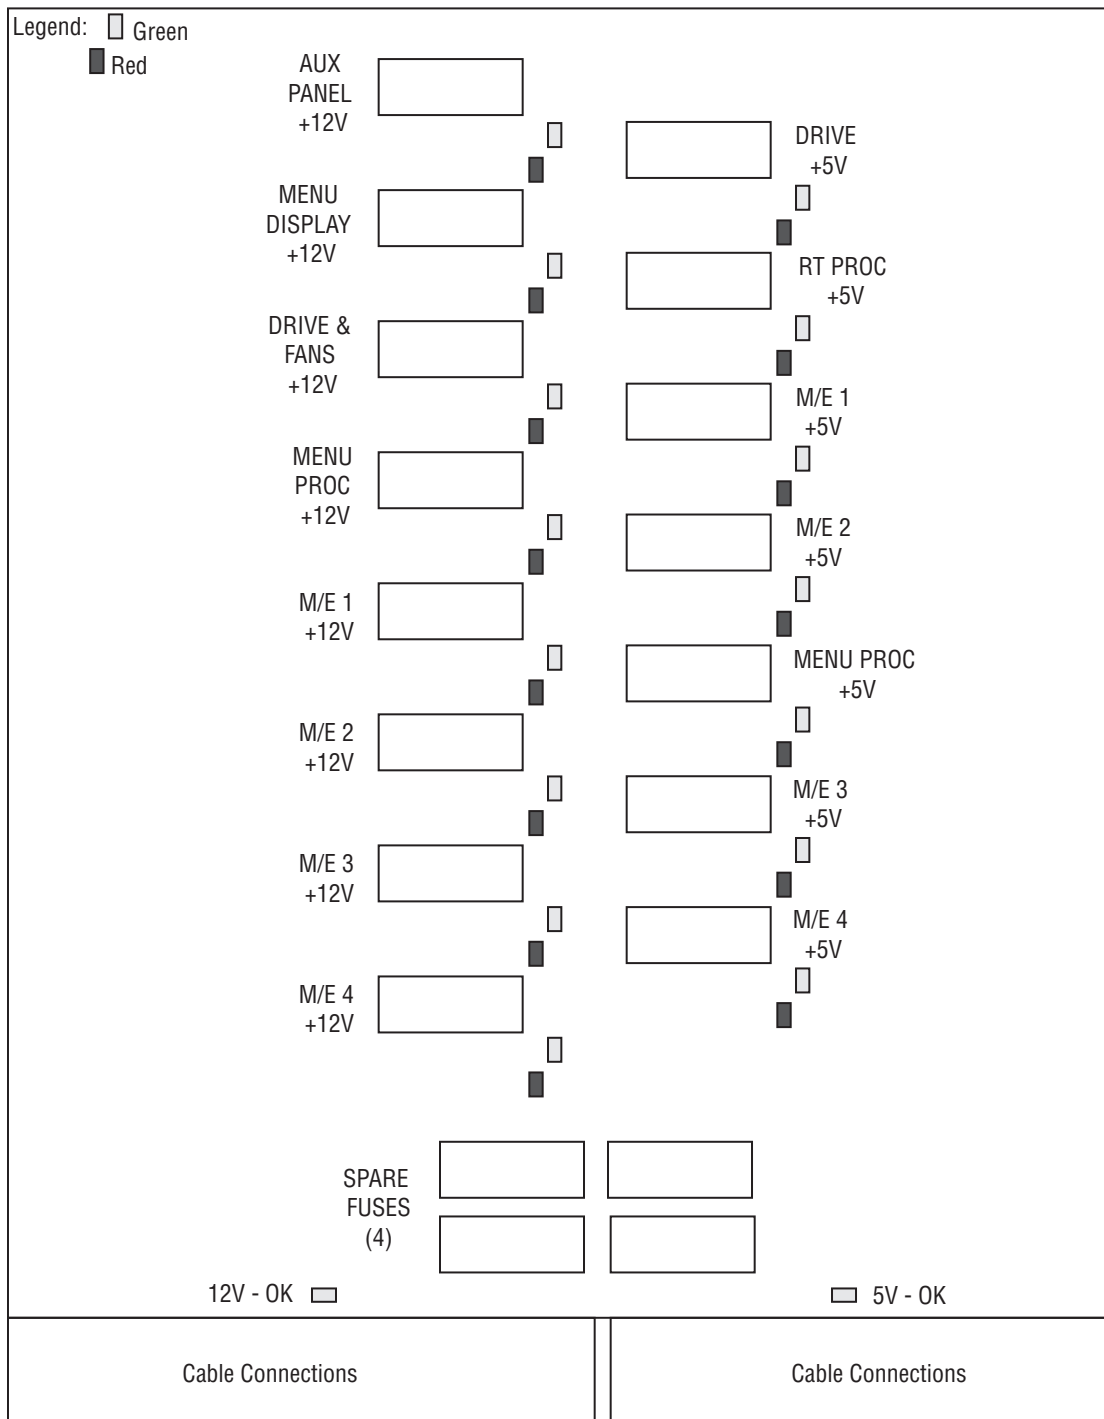 Legend: Green
Red
AUX
PANEL
+12V
MENU
DISPLAY
+12V
DRIVE &
FANS
+12V
MENU
PROC
+12V
M/E 1
+12V
M/E 2
+12V
M/E 3
+12V
M/E 4
+12V
DRIVE
+5V
RT PROC
+5V
M/E 1
+5V
M/E 2
+5V
MENU PROC
+5V
M/E 3
+5V
M/E 4
+5V
SPARE
FUSES
(4)
12V - OK
5V - OK
Cable Connections
Cable Connections